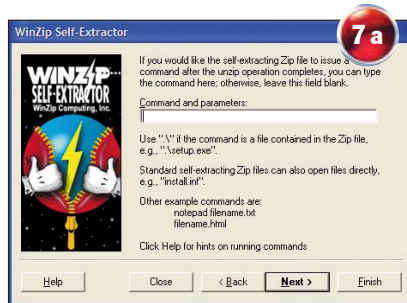 WinZip Self-Extractor
7 a
If you would like the self-extracting Zip file to issue a
command after the unzip operation completes, you can type
the command here; otherwise, leave this field blank.
Command and parameters:
WINZIP
SELF-EXTRACTOR
WinZip Computing, Inc.
Use ".\" if the command is a file contained in the Zip file,
e.g., ".\setup.exe".
Standard self-extracting Zip files can also open files directly,
e.g., "install.inf".
Other example commands are:
notepad filename.txt
filename.html
Click Help for hints on running commands
Help Close < Back Next > Finish